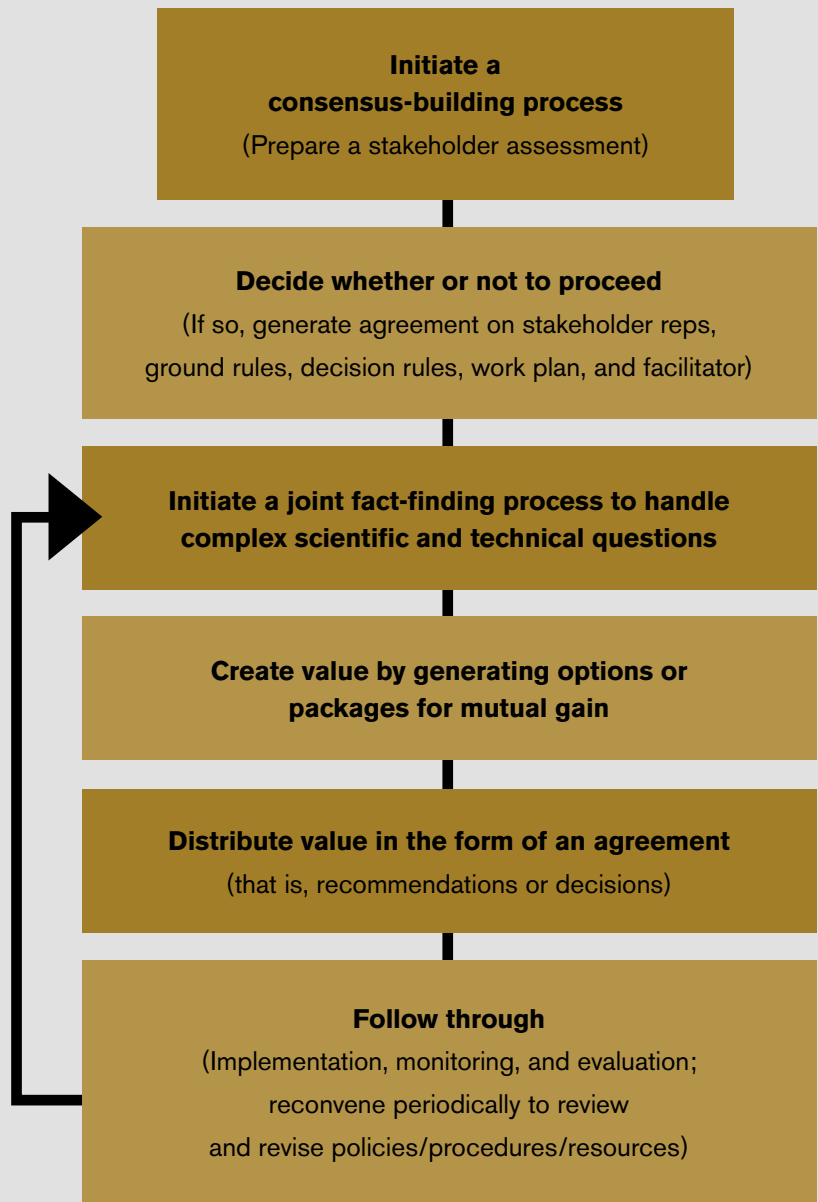 Initiate a
consensus-building process
(Prepare a stakeholder assessment)
Decide whether or not to proceed
(If so, generate agreement on stakeholder reps,
ground rules, decision rules, work plan, and facilitator)
Initiate a joint fact-finding process to handle
complex scientific and technical questions
Create value by generating options or
packages for mutual gain
Distribute value in the form of an agreement
(that is, recommendations or decisions)
Follow through
(Implementation, monitoring, and evaluation;
reconvene periodically to review
and revise policies/procedures/resources)